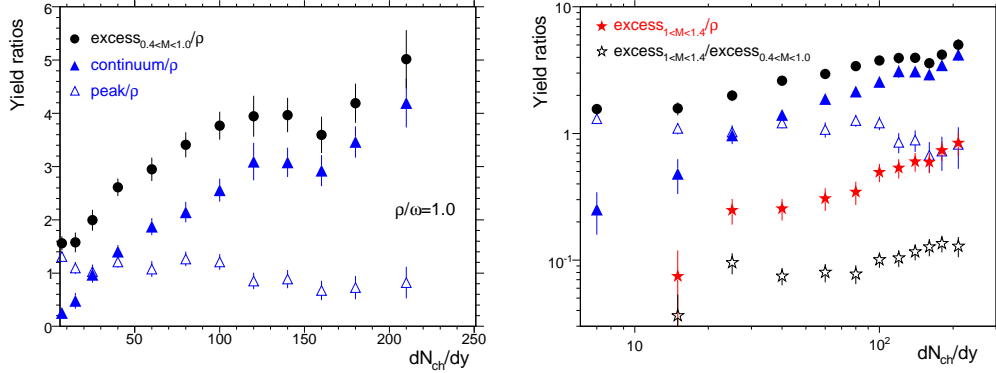 Yield ratios
6
5
4
3
2
1
0
excess0.4<M<1.0/ρ
continuum/ρ
peak/ρ
ρ/ω=1.0
50 100 150 200 250
dNch/dy
Yield ratios
10
1
10-1
excess1<M<1.4/ρ
excess1<M<1.4/excess0.4<M<1.0
10 102
dNch/dy